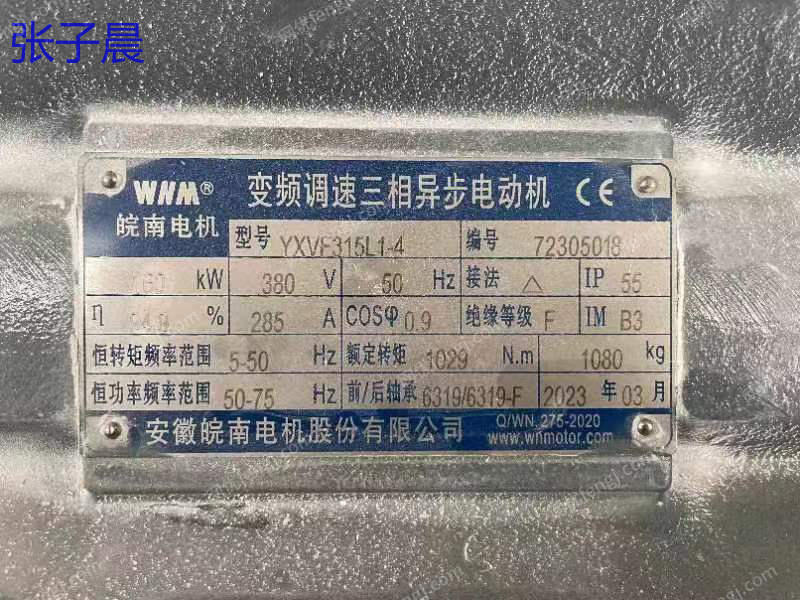 张子晨
WNM® 变频调速三相异步电动机 CE
皖南电机 型号 YXVF315L1-4 编号 72305018
160 kW 380 V 50 Hz 接法 △ IP 55
η % 285 A COSφ 0.9 绝缘等级 F IM B3
恒转矩频率范围 5-50 Hz 额定转矩 1029 N.m 1080 kg
恒功率频率范围 50-75 Hz 前/后轴承 6319/6319-F 2023 年 03 月
安徽皖南电机股份有限公司 Q/WN.275-2020
www.wnmotor.com